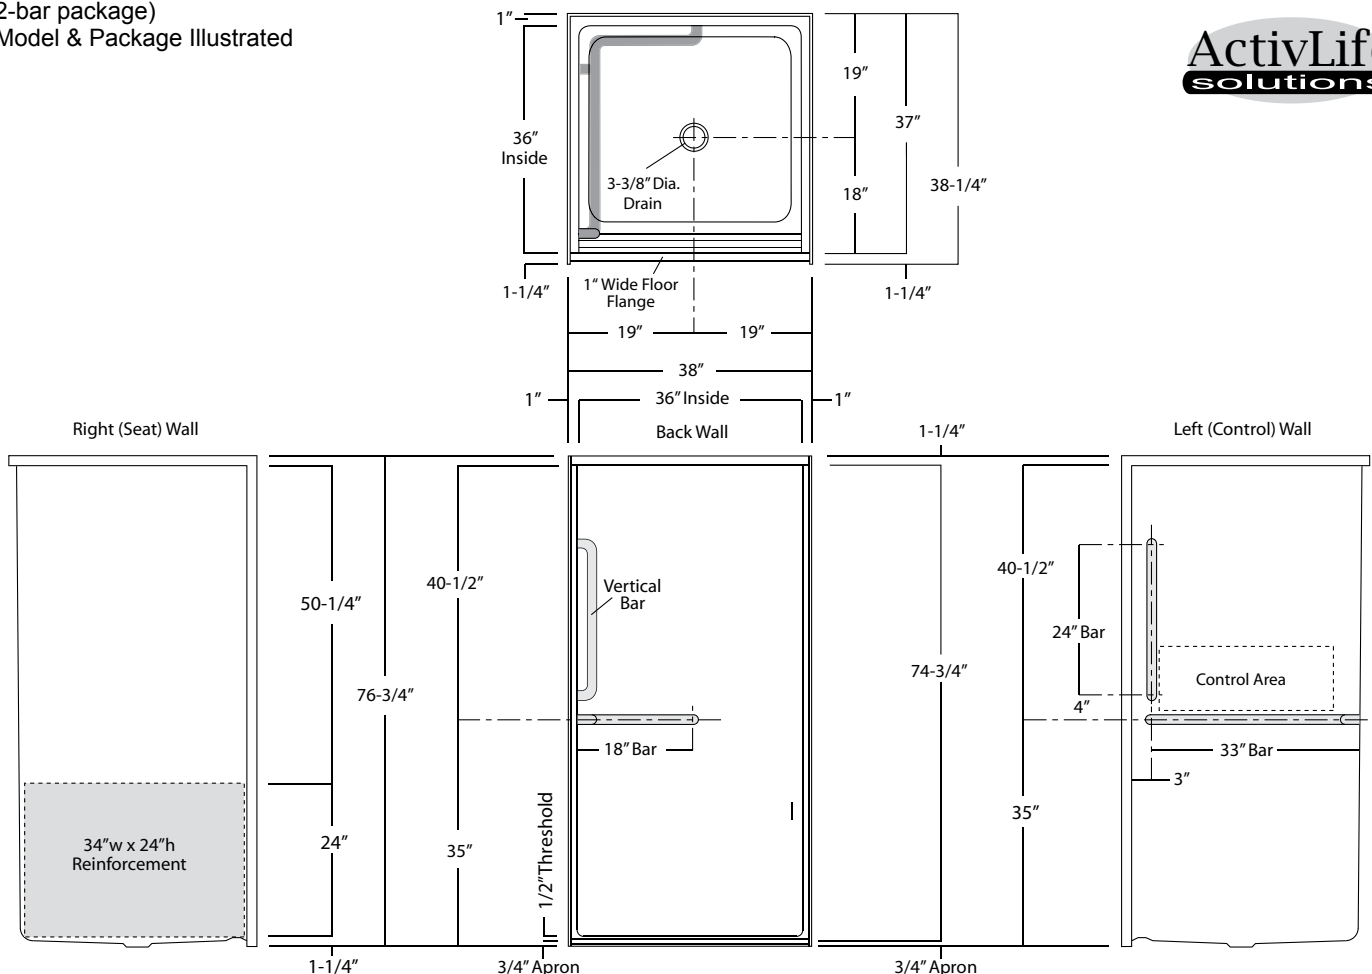 2-bar package)
Model & Package Illustrated
ActivLife
solutions
1”
36”
Inside
3-3/8” Dia.
Drain
19”
18”
37”
38-1/4”
1-1/4”
1“ Wide Floor
Flange
1-1/4”
19”
19”
38”
1”
36” Inside
1”
Right (Seat) Wall
Back Wall
1-1/4”
Left (Control) Wall
50-1/4”
76-3/4”
40-1/2”
Vertical
Bar
74-3/4”
40-1/2”
24” Bar
Control Area
4”
18” Bar
33” Bar
3”
34”w x 24”h
Reinforcement
24”
35”
1/2” Threshold
35”
1-1/4”
3/4” Apron
3/4” Apron